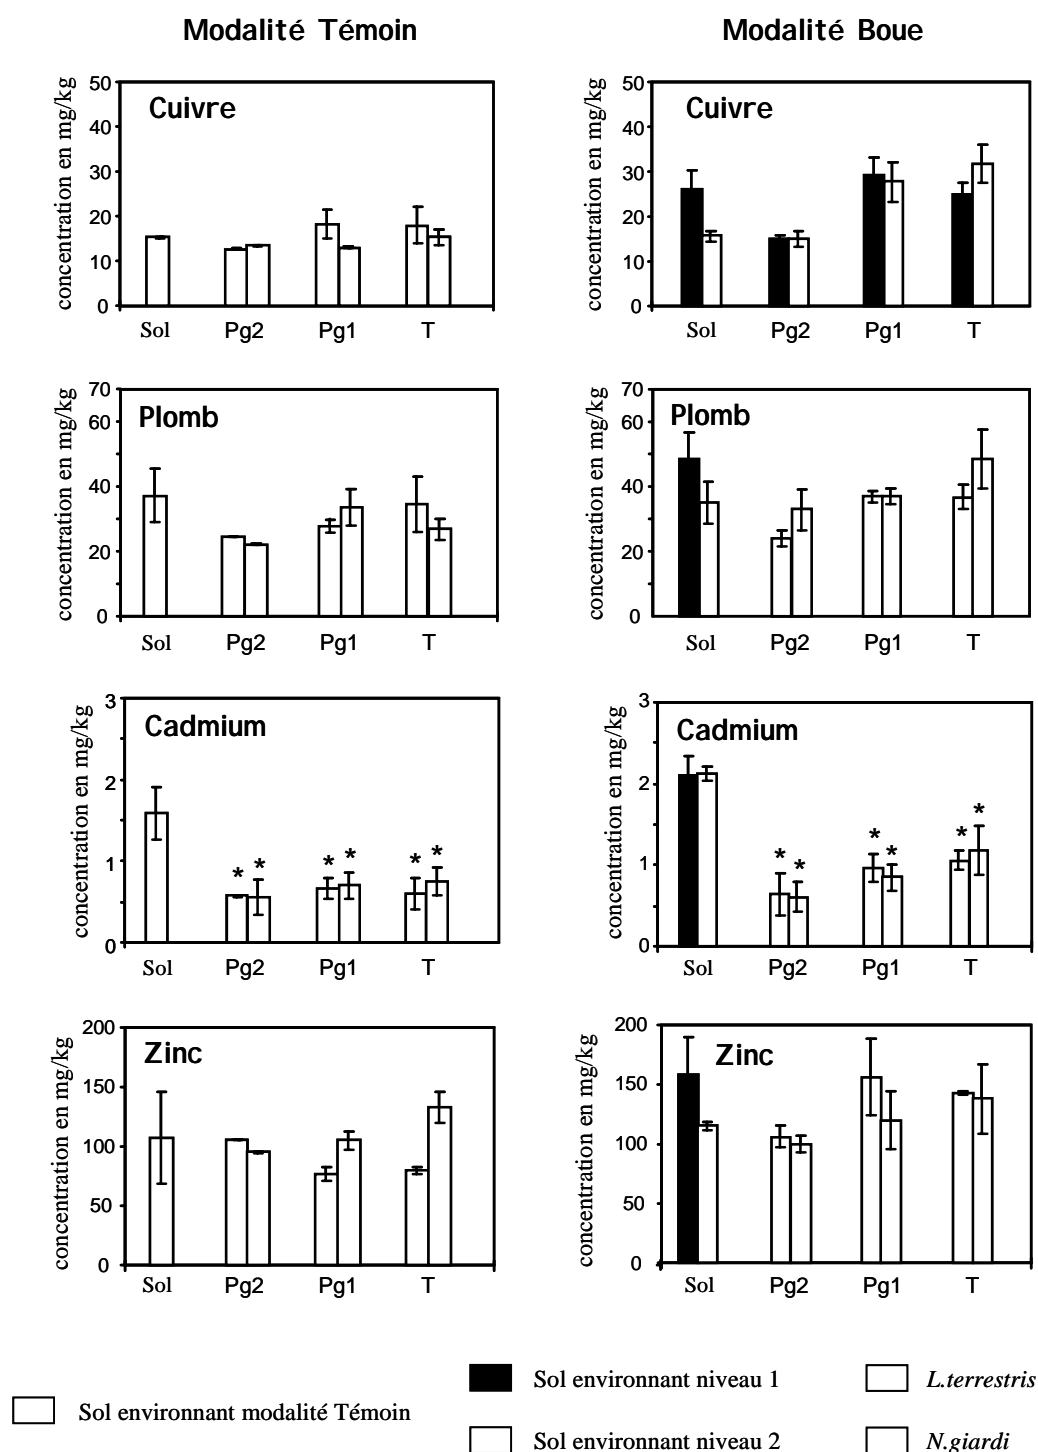 Modalité Témoin
Modalité Boue
concentration en mg/kg
50
40
30
20
10
0
Cuivre
Sol Pg2 Pg1 T
concentration en mg/kg
50
40
30
20
10
0
Cuivre
Sol Pg2 Pg1 T
concentration en mg/kg
70
60
40
20
0
Plomb
Sol Pg2 Pg1 T
concentration en mg/kg
70
60
40
20
0
Plomb
Sol Pg2 Pg1 T
concentration en mg/kg
3
2
1
0
Cadmium
* * * * * *
Sol Pg2 Pg1 T
concentration en mg/kg
3
2
1
0
Cadmium
* * * * * *
Sol Pg2 Pg1 T
concentration en mg/kg
200
150
100
50
0
Zinc
Sol Pg2 Pg1 T
concentration en mg/kg
200
150
100
50
0
Zinc
Sol Pg2 Pg1 T
Sol environnant modalité Témoin
Sol environnant niveau 1
Sol environnant niveau 2
L.terrestris
N.giardi